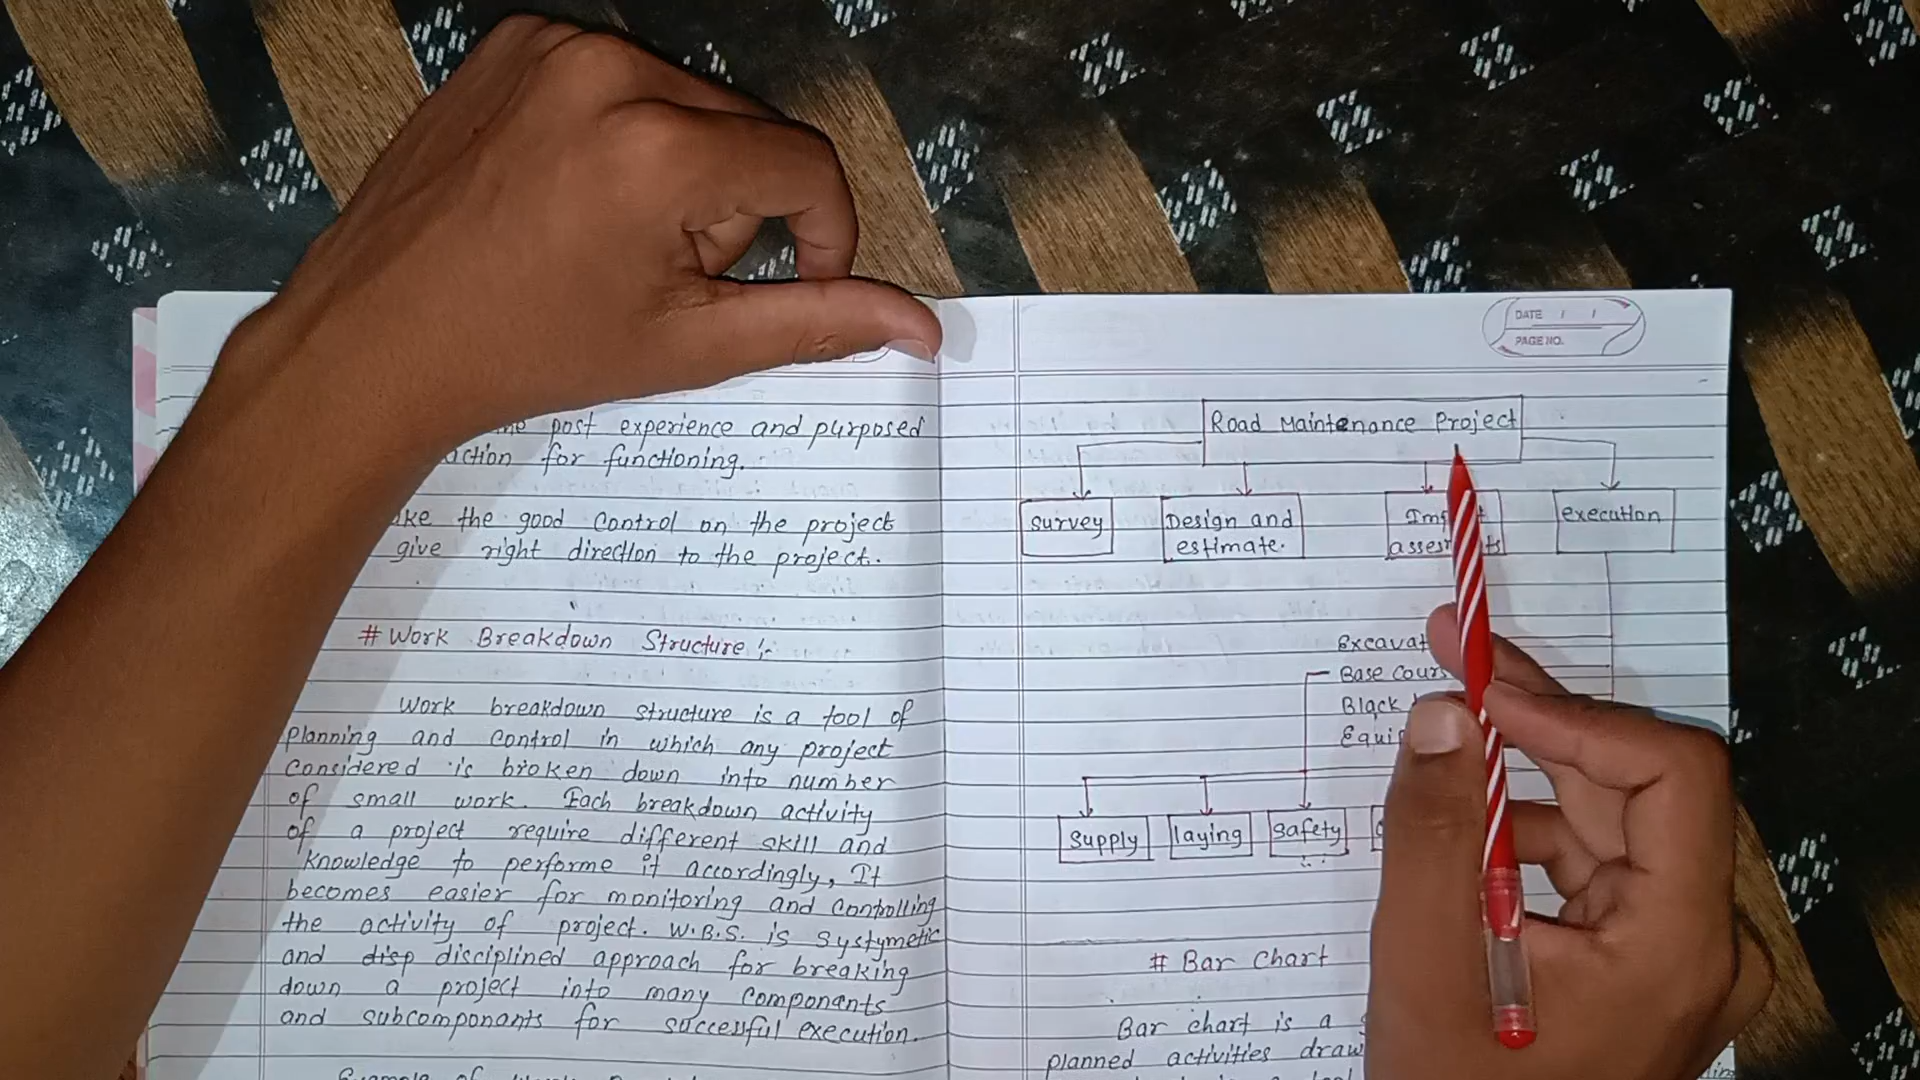 post experience and purposed
action for functioning.
the good control on the project
give right direction to the project.
# Work Breakdown Structure :-
Work breakdown structure is a tool of
planning and control in which any project
considered is broken down into number
of small work. Each breakdown activity
of a project require different skill and
knowledge to performe it accordingly, It
becomes easier for monitoring and controlling
the activity of project. W.B.S. is systymetic
and disp disciplined approach for breaking
down a project into many componants
and subcomponants for successful execution.
DATE / /
PAGE NO.
Road Maintenance Project
survey
Design and
estimate.
execution
Base
Black
supply
laying
safety
# Bar Chart
Bar chart is a
planned activities